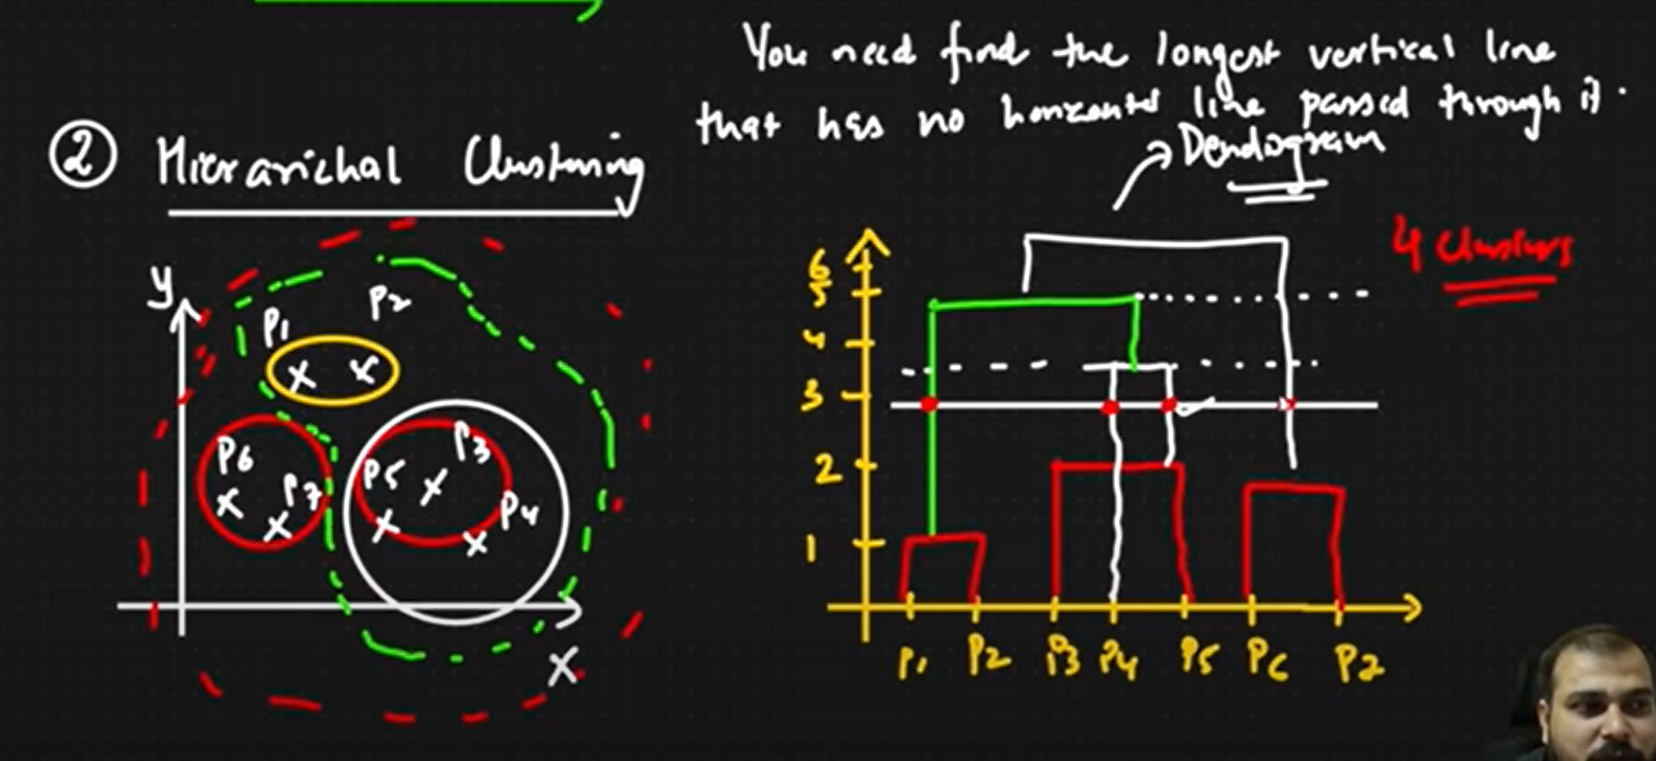 You need find the longest vertical line
that has no horizontal line passed through it.
Dendogram
② Hierarichal Clustering
4 clusters
y
P1
P2
P6
P7
P5
P3
P4
X
6
5
4
3
2
1
P1 P2 P3 P4 P5 P6 P7